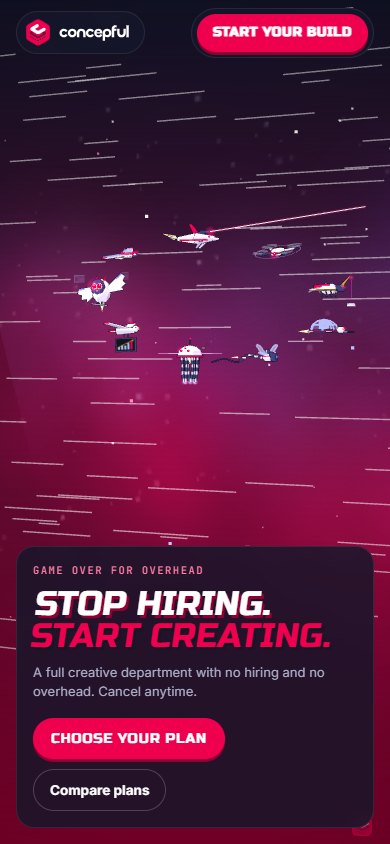 concepful
START YOUR BUILD
GAME OVER FOR OVERHEAD
STOP HIRING.
START CREATING.
A full creative department with no hiring and no
overhead. Cancel anytime.
CHOOSE YOUR PLAN
Compare plans